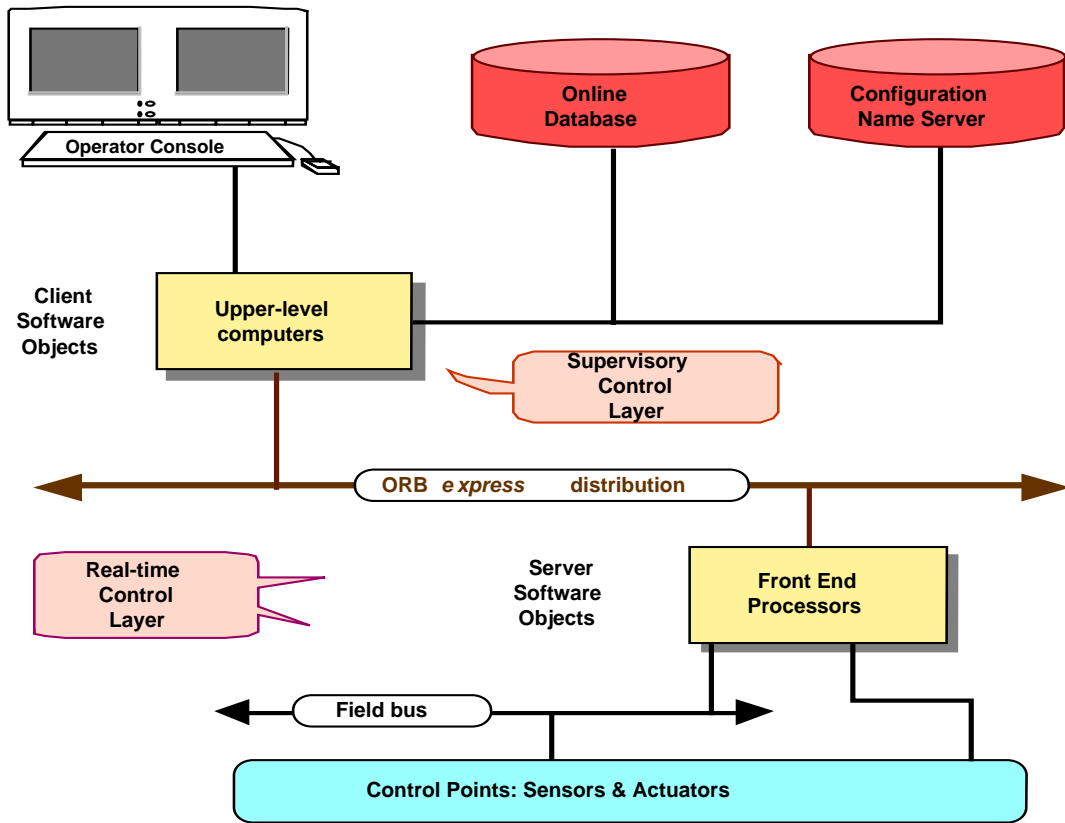 Online
Database
Configuration
Name Server
Operator Console
Client
Software
Objects
Upper-level
computers
Supervisory
Control
Layer
ORB express distribution
Real-time
Control
Layer
Server
Software
Objects
Front End
Processors
Field bus
Control Points: Sensors & Actuators